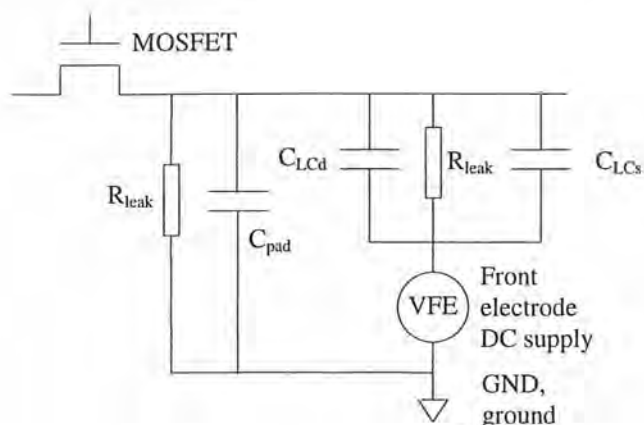 MOSFET
C_LCd
R_leak
C_LCs
R_leak
C_pad
VFE
Front
electrode
DC supply
GND,
ground